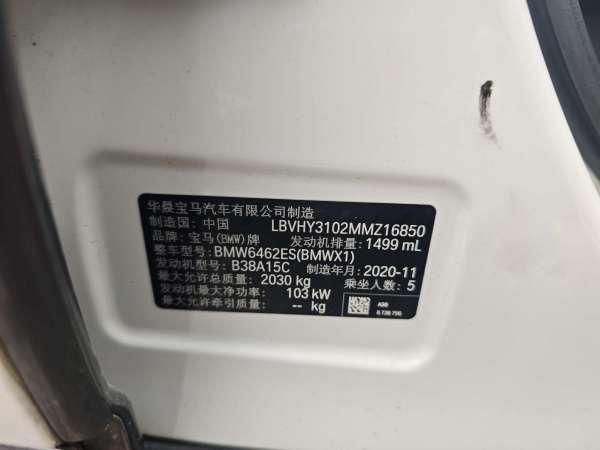 华晨宝马汽车有限公司制造
制造国: 中国 LBVHY3102MMZ16850
品牌: 宝马(BMW)牌 发动机排量: 1499 mL
整车型号: BMW6462ES(BMWX1)
发动机型号: B38A15C 制造年月: 2020-11
最大允许总质量: 2030 kg 乘坐人数: 5
发动机最大净功率: 103 kW
最大允许牵引质量: -- kg